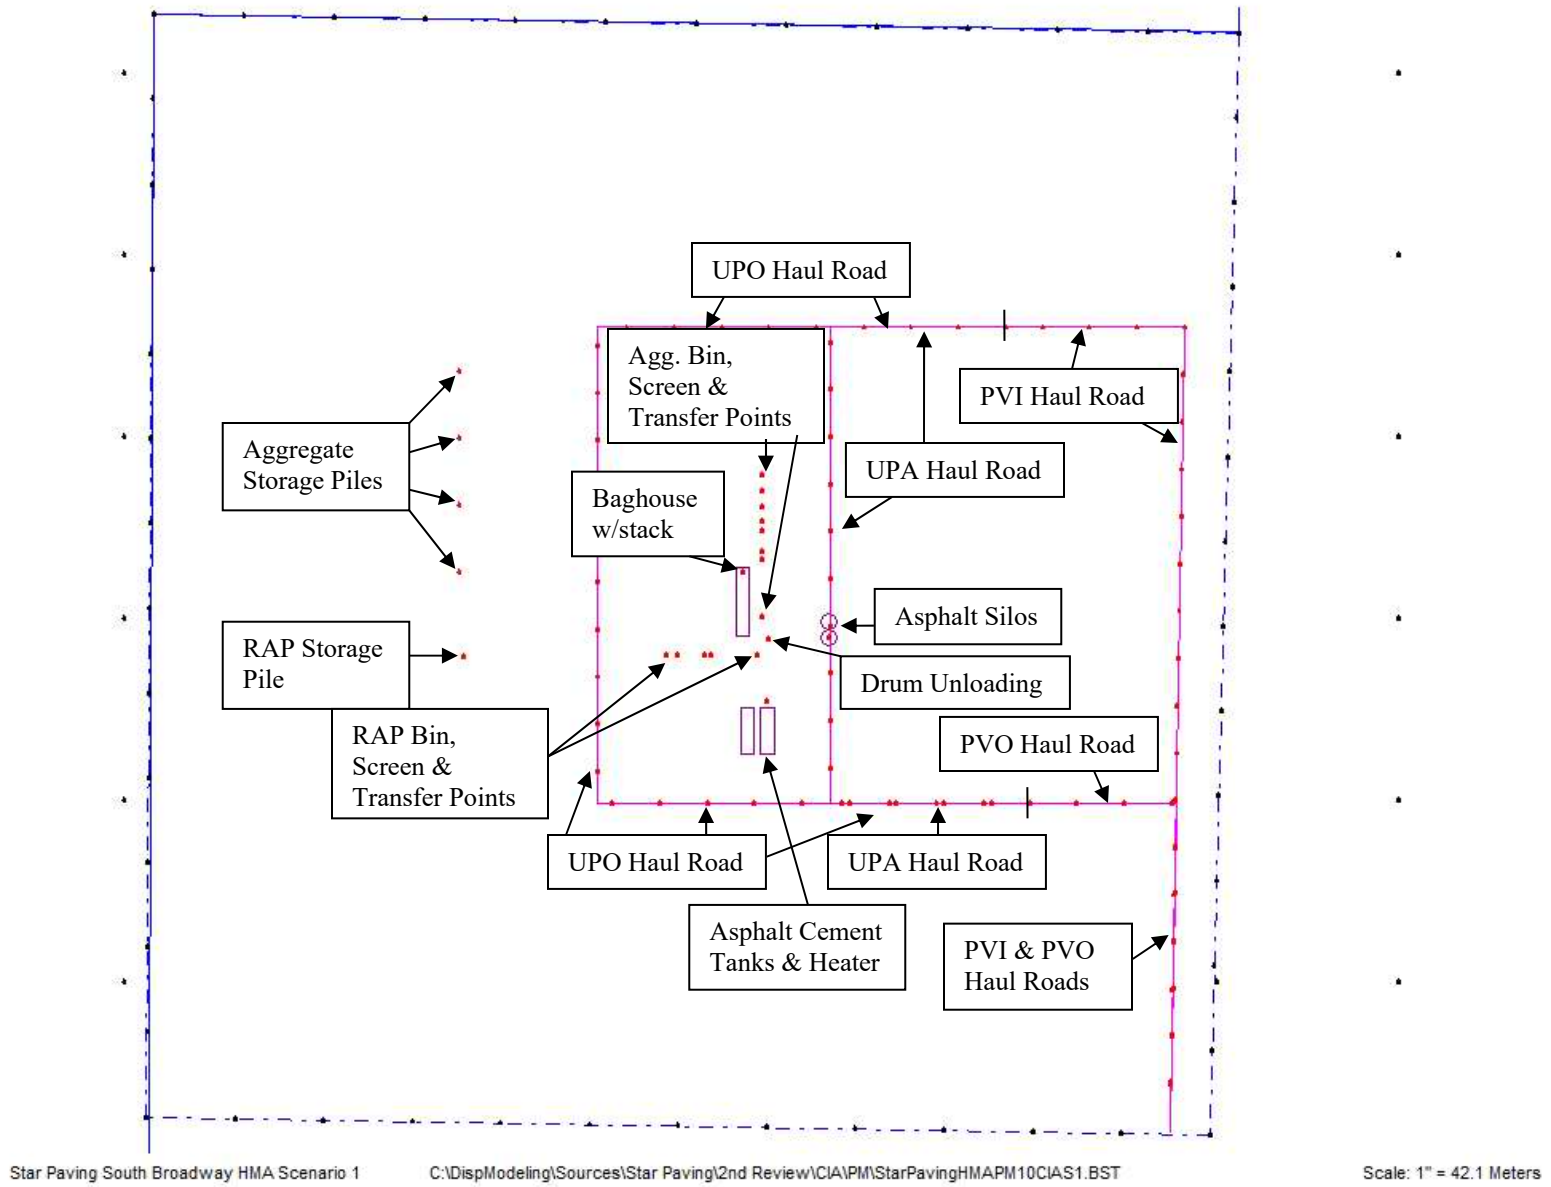 UPO Haul Road
Agg. Bin,
Screen &
Transfer Points
PVI Haul Road
Aggregate
Storage Piles
UPA Haul Road
Baghouse
w/stack
Asphalt Silos
RAP Storage
Pile
Drum Unloading
RAP Bin,
Screen &
Transfer Points
PVO Haul Road
UPO Haul Road
UPA Haul Road
Asphalt Cement
Tanks & Heater
PVI & PVO
Haul Roads
Star Paving South Broadway HMA Scenario 1
C:\DispModeling\Sources\Star Paving\2nd Review\CIA\PM\StarPavingHMAPM10CIAS1.BST
Scale: 1" = 42.1 Meters